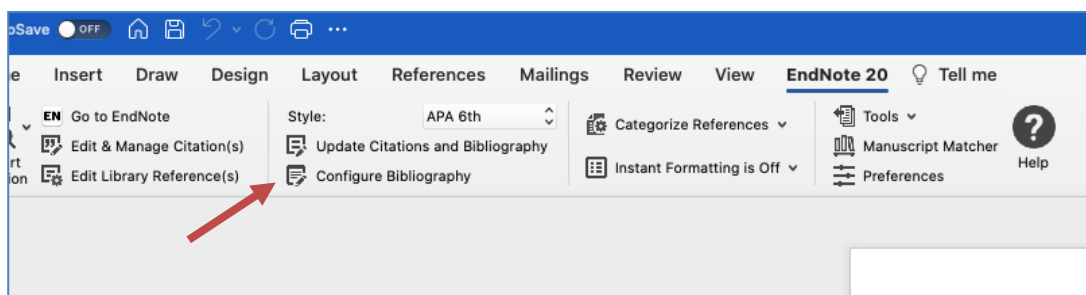 oSave OFF
e Insert Draw Design Layout References Mailings Review View EndNote 20 Tell me
EN Go to EndNote Style: APA 6th Categorize References Tools
Edit & Manage Citation(s) Update Citations and Bibliography Manuscript Matcher
rt Instant Formatting is Off Help
ion Edit Library Reference(s) Configure Bibliography Preferences